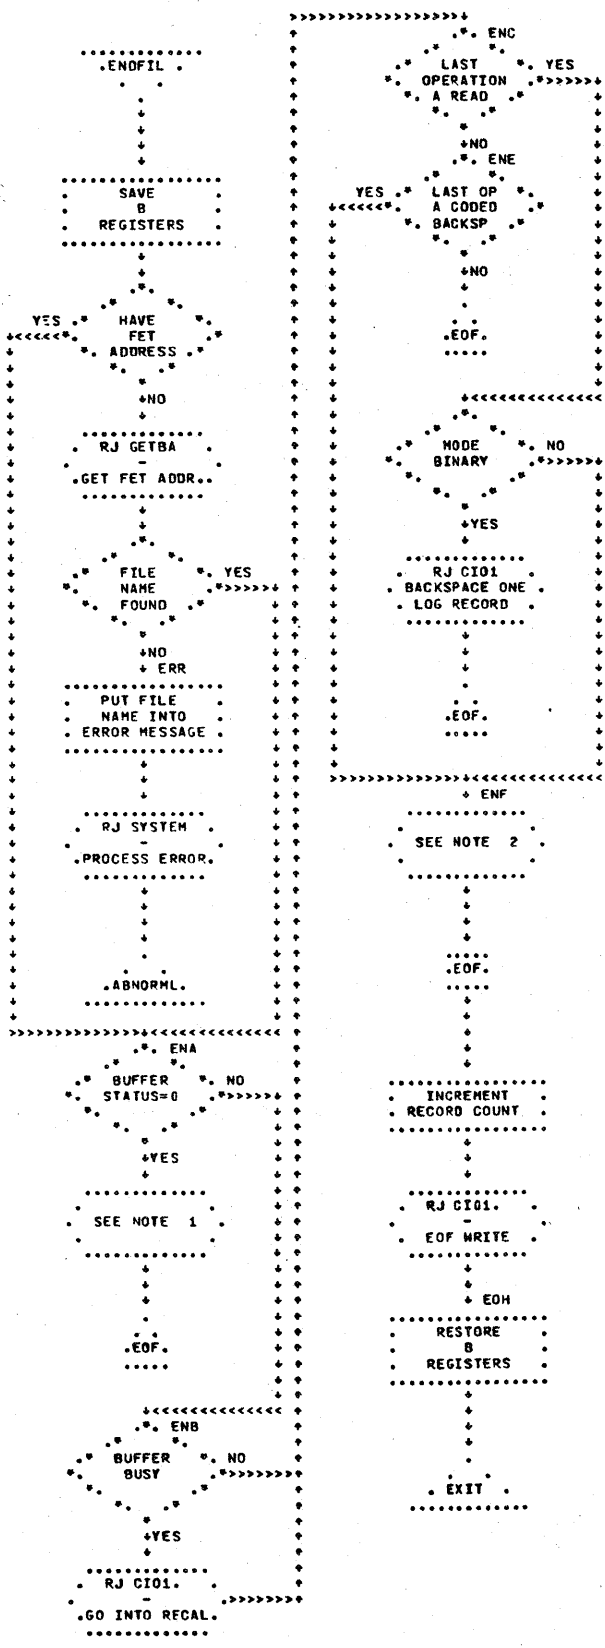 .ENDFIL .
SAVE
B
REGISTERS
YES
HAVE
FET
ADDRESS
NO
RJ GETBA
-
.GET FET ADDR..
FILE
NAME
FOUND
YES
NO
ERR
PUT FILE
NAME INTO
ERROR MESSAGE
RJ SYSTEM
-
.PROCESS ERROR.
.ABNORML.
ENA
BUFFER
STATUS=0
NO
YES
SEE NOTE 1
.EOF.
ENB
BUFFER
BUSY
NO
YES
RJ CIO1.
-
.GO INTO RECAL.
ENC
LAST
OPERATION
A READ
YES
NO
ENE
YES
LAST OP
A CODED
BACKSP
NO
.EOF.
MODE
BINARY
NO
YES
RJ CIO1
BACKSPACE ONE
LOG RECORD
.EOF.
ENF
SEE NOTE 2
.EOF.
INCREMENT
RECORD COUNT
RJ CIO1.
-
EOF WRITE
EOH
RESTORE
B
REGISTERS
. EXIT .